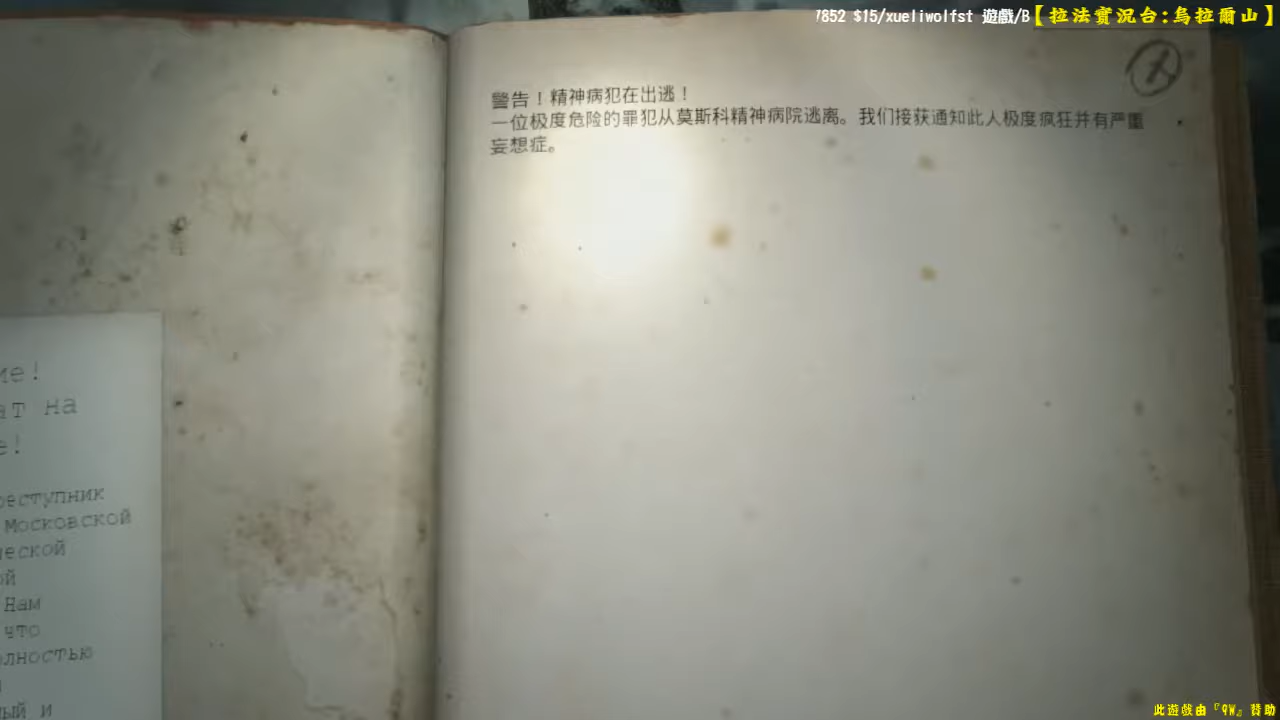 7852 $15/xueliwolfst 遊戲/B【拉法實況台:烏拉爾山】
警告！精神病犯在出逃！
一位极度危险的罪犯从莫斯科精神病院逃离。我们接获通知此人极度疯狂并有严重
妄想症。
ие!
ат на
е!
реступник
Московской
ческой
ой
Нам
что
олностью
ный и
此遊戲由『9W』贊助